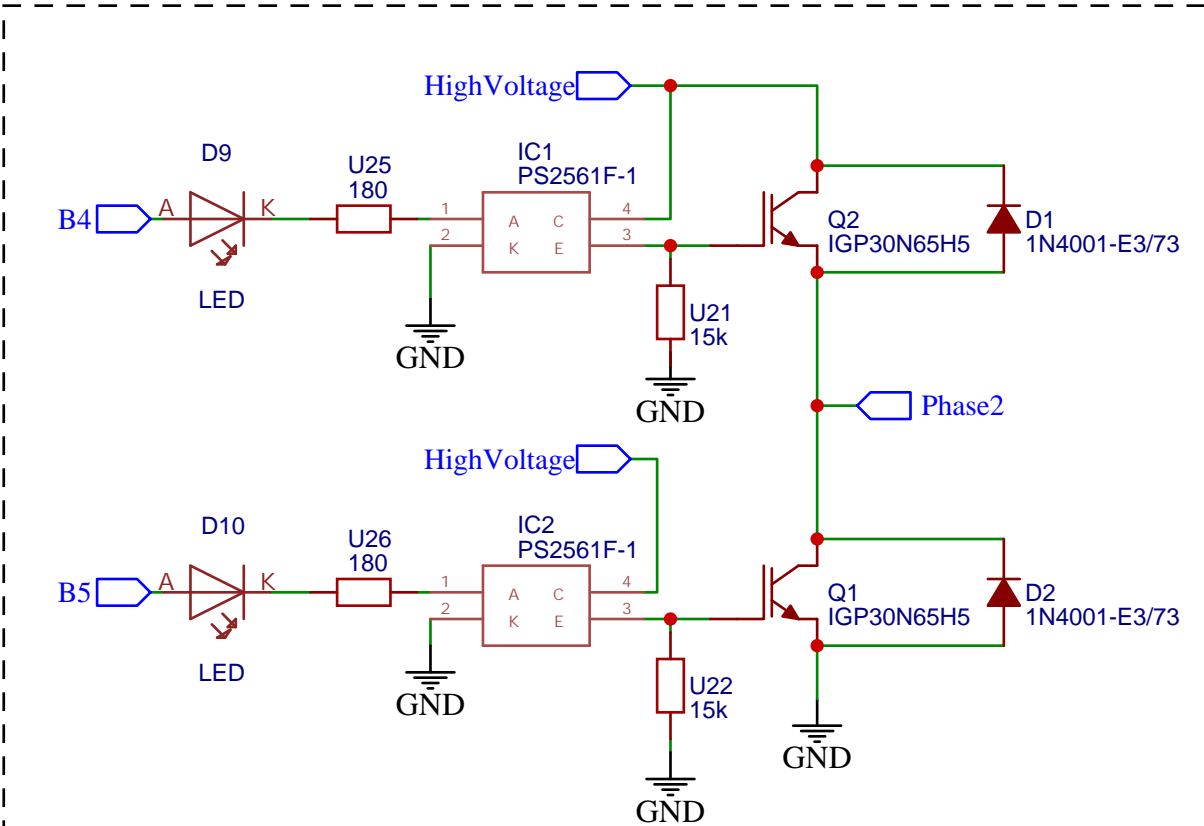 HighVoltage
D9
U25
180
IC1
PS2561F-1
B4
A
K
1
2
A
C
K
E
4
3
Q2
IGP30N65H5
D1
1N4001-E3/73
LED
GND
U21
15k
GND
Phase2
HighVoltage
D10
U26
180
IC2
PS2561F-1
B5
A
K
1
2
A
C
K
E
4
3
Q1
IGP30N65H5
D2
1N4001-E3/73
LED
GND
U22
15k
GND
GND